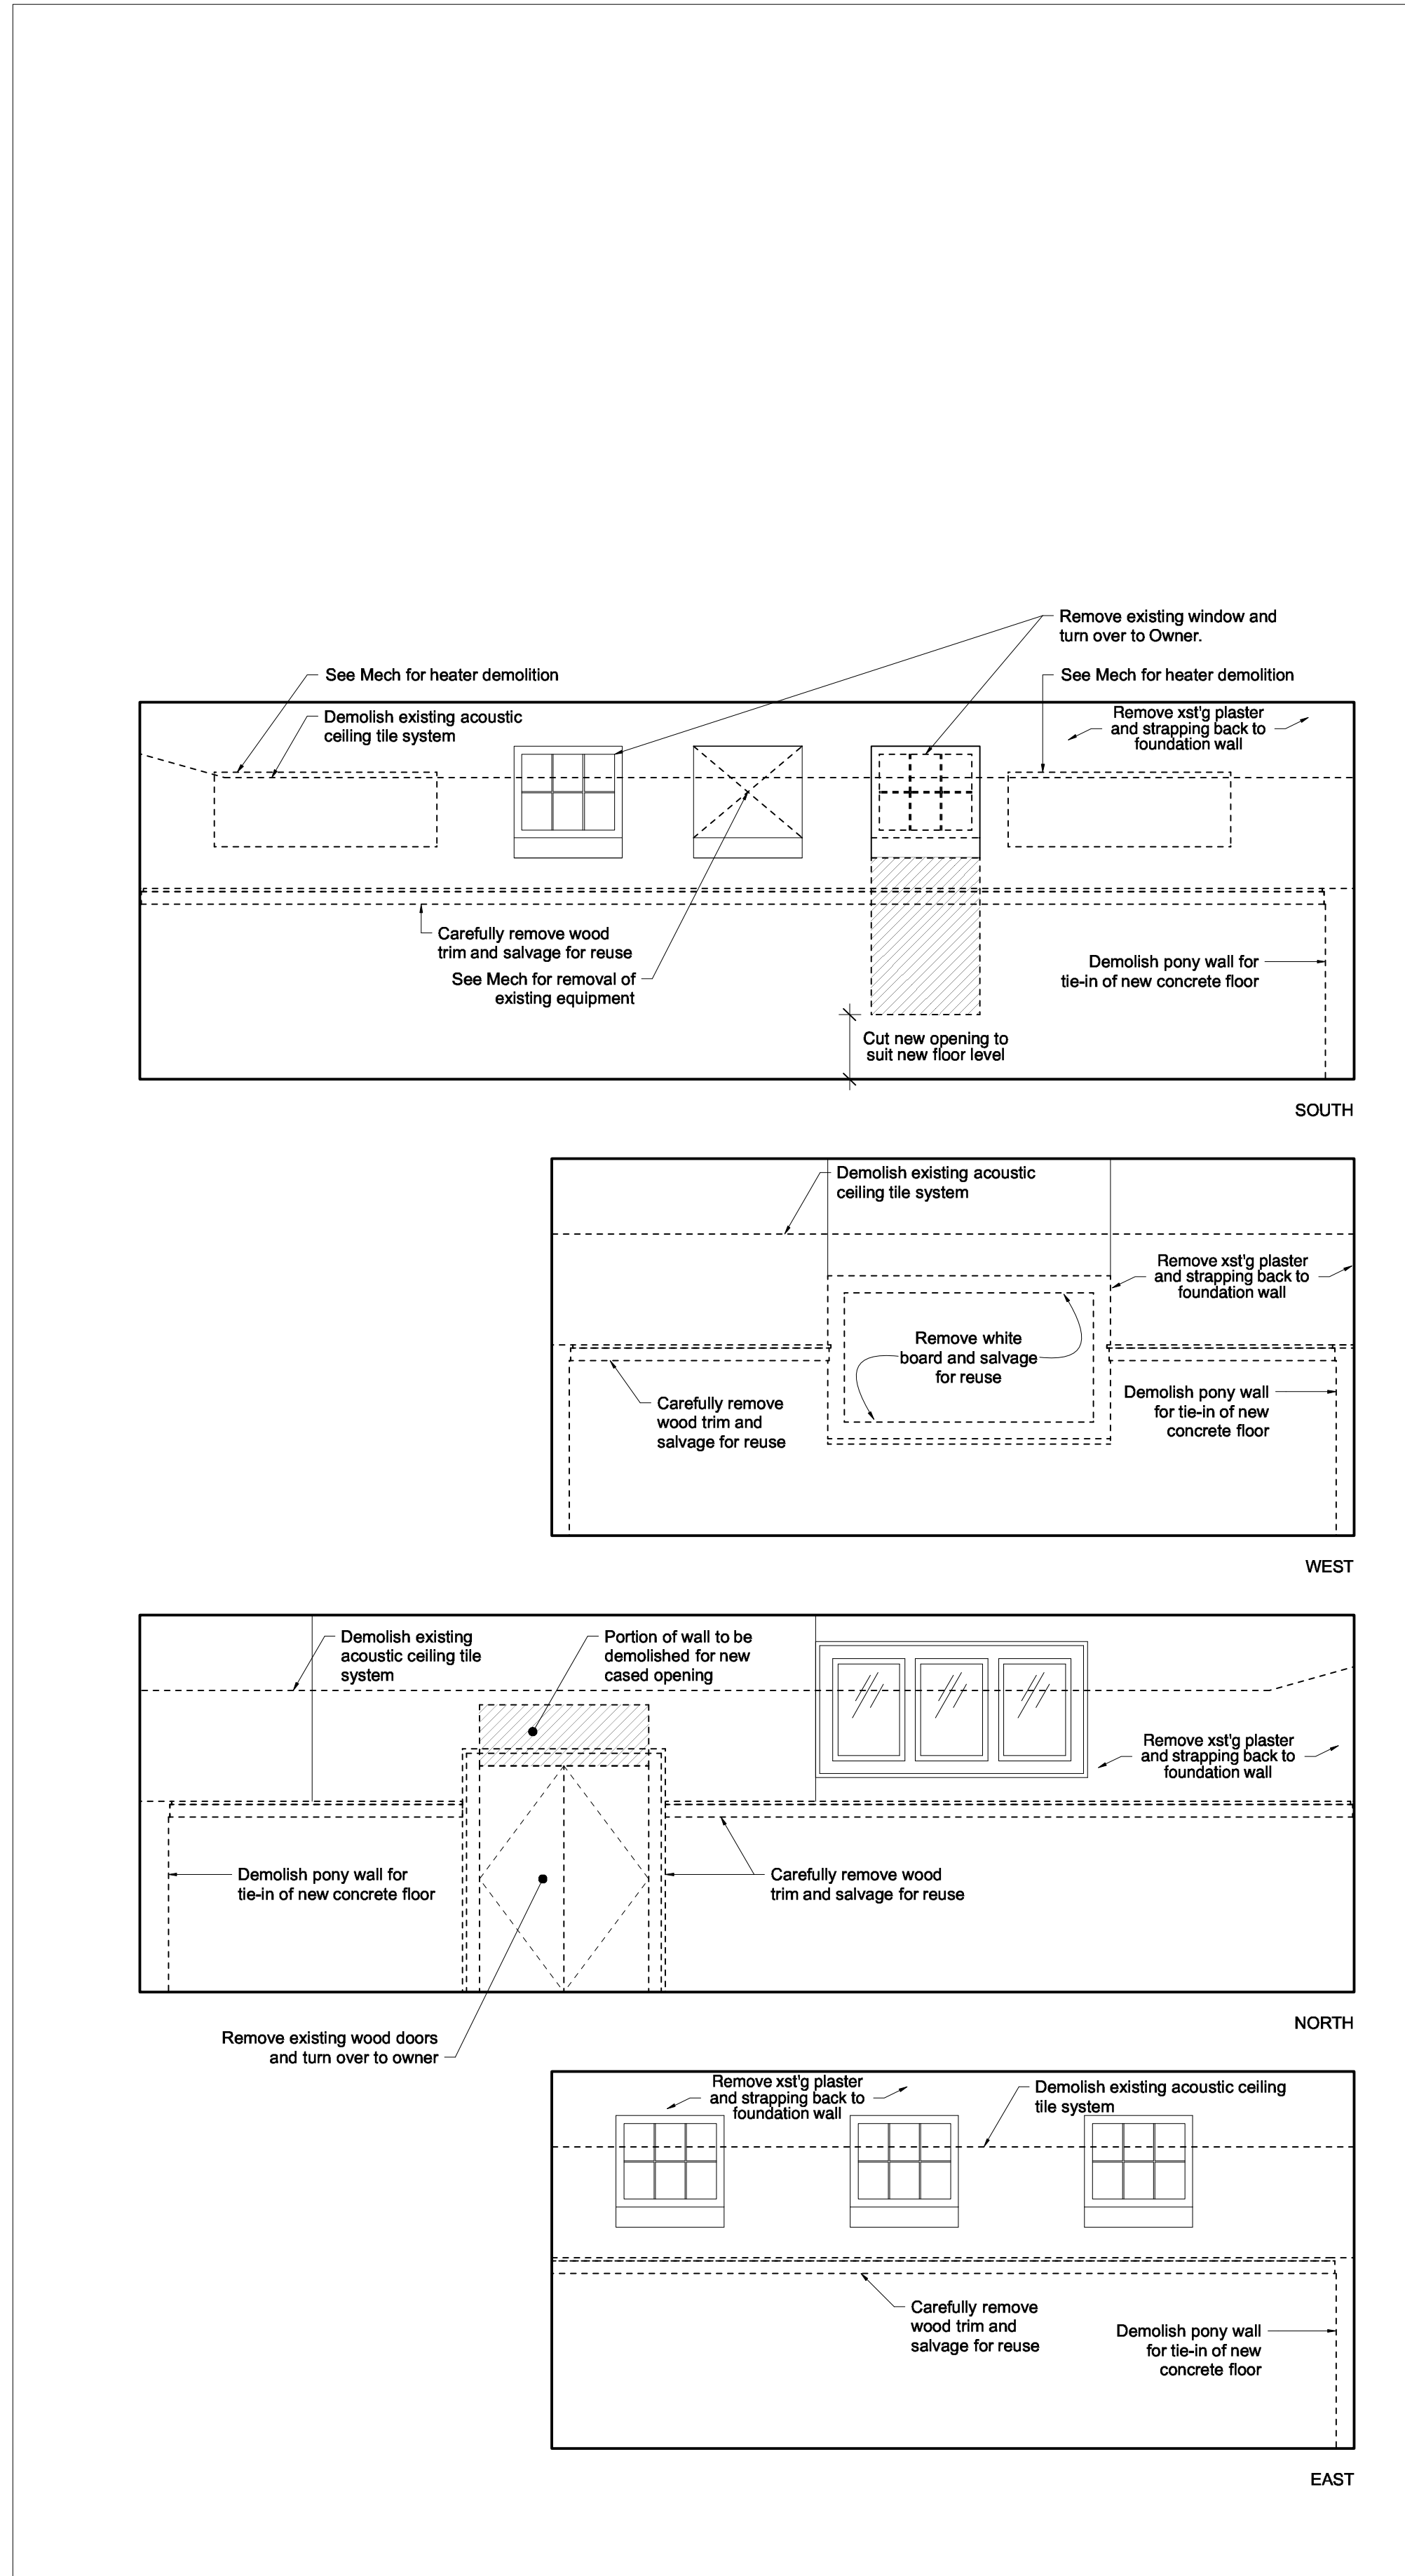 Remove existing window and
turn over to Owner.
See Mech for heater demolition
See Mech for heater demolition
Demolish existing acoustic
ceiling tile system
Remove xst'g plaster
and strapping back to
foundation wall
Carefully remove wood
trim and salvage for reuse
See Mech for removal of
existing equipment
Demolish pony wall for
tie-in of new concrete floor
Cut new opening to
suit new floor level
SOUTH
Demolish existing acoustic
ceiling tile system
Remove xst'g plaster
and strapping back to
foundation wall
Remove white
board and salvage
for reuse
Carefully remove
wood trim and
salvage for reuse
Demolish pony wall
for tie-in of new
concrete floor
WEST
Demolish existing
acoustic ceiling tile
system
Portion of wall to be
demolished for new
cased opening
Remove xst'g plaster
and strapping back to
foundation wall
Demolish pony wall for
tie-in of new concrete floor
Carefully remove wood
trim and salvage for reuse
NORTH
Remove existing wood doors
and turn over to owner
Remove xst'g plaster
and strapping back to
foundation wall
Demolish existing acoustic ceiling
tile system
Carefully remove
wood trim and
salvage for reuse
Demolish pony wall
for tie-in of new
concrete floor
EAST